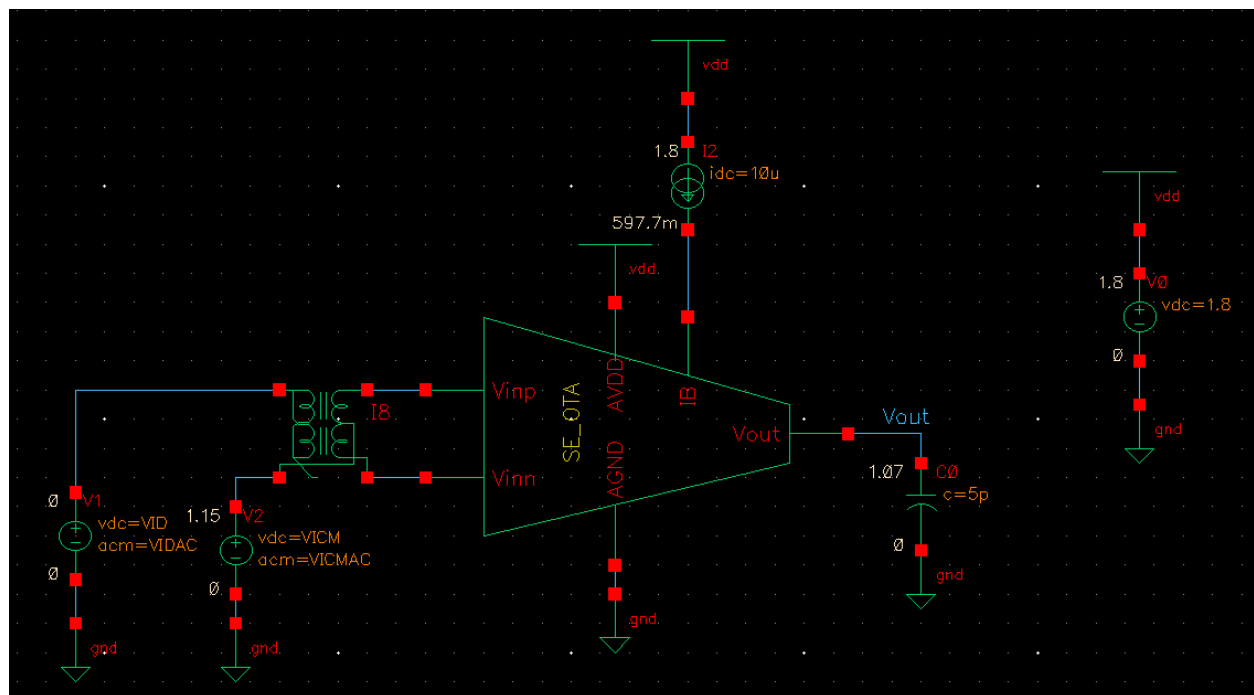 vdd
1.8
I2
idc=10u
597.7m
vdd
vdd
1.8
V0
vdc=1.8
0
gnd
Vinp
I8
Vinn
SE_OTA
AVDD
AGND
IB
Vout
Vout
1.07
C0
c=5p
0
gnd
0
V1
vdc=VID
acm=VIDAC
0
gnd
1.15
V2
vdc=VICM
acm=VICMAC
0
gnd
gnd